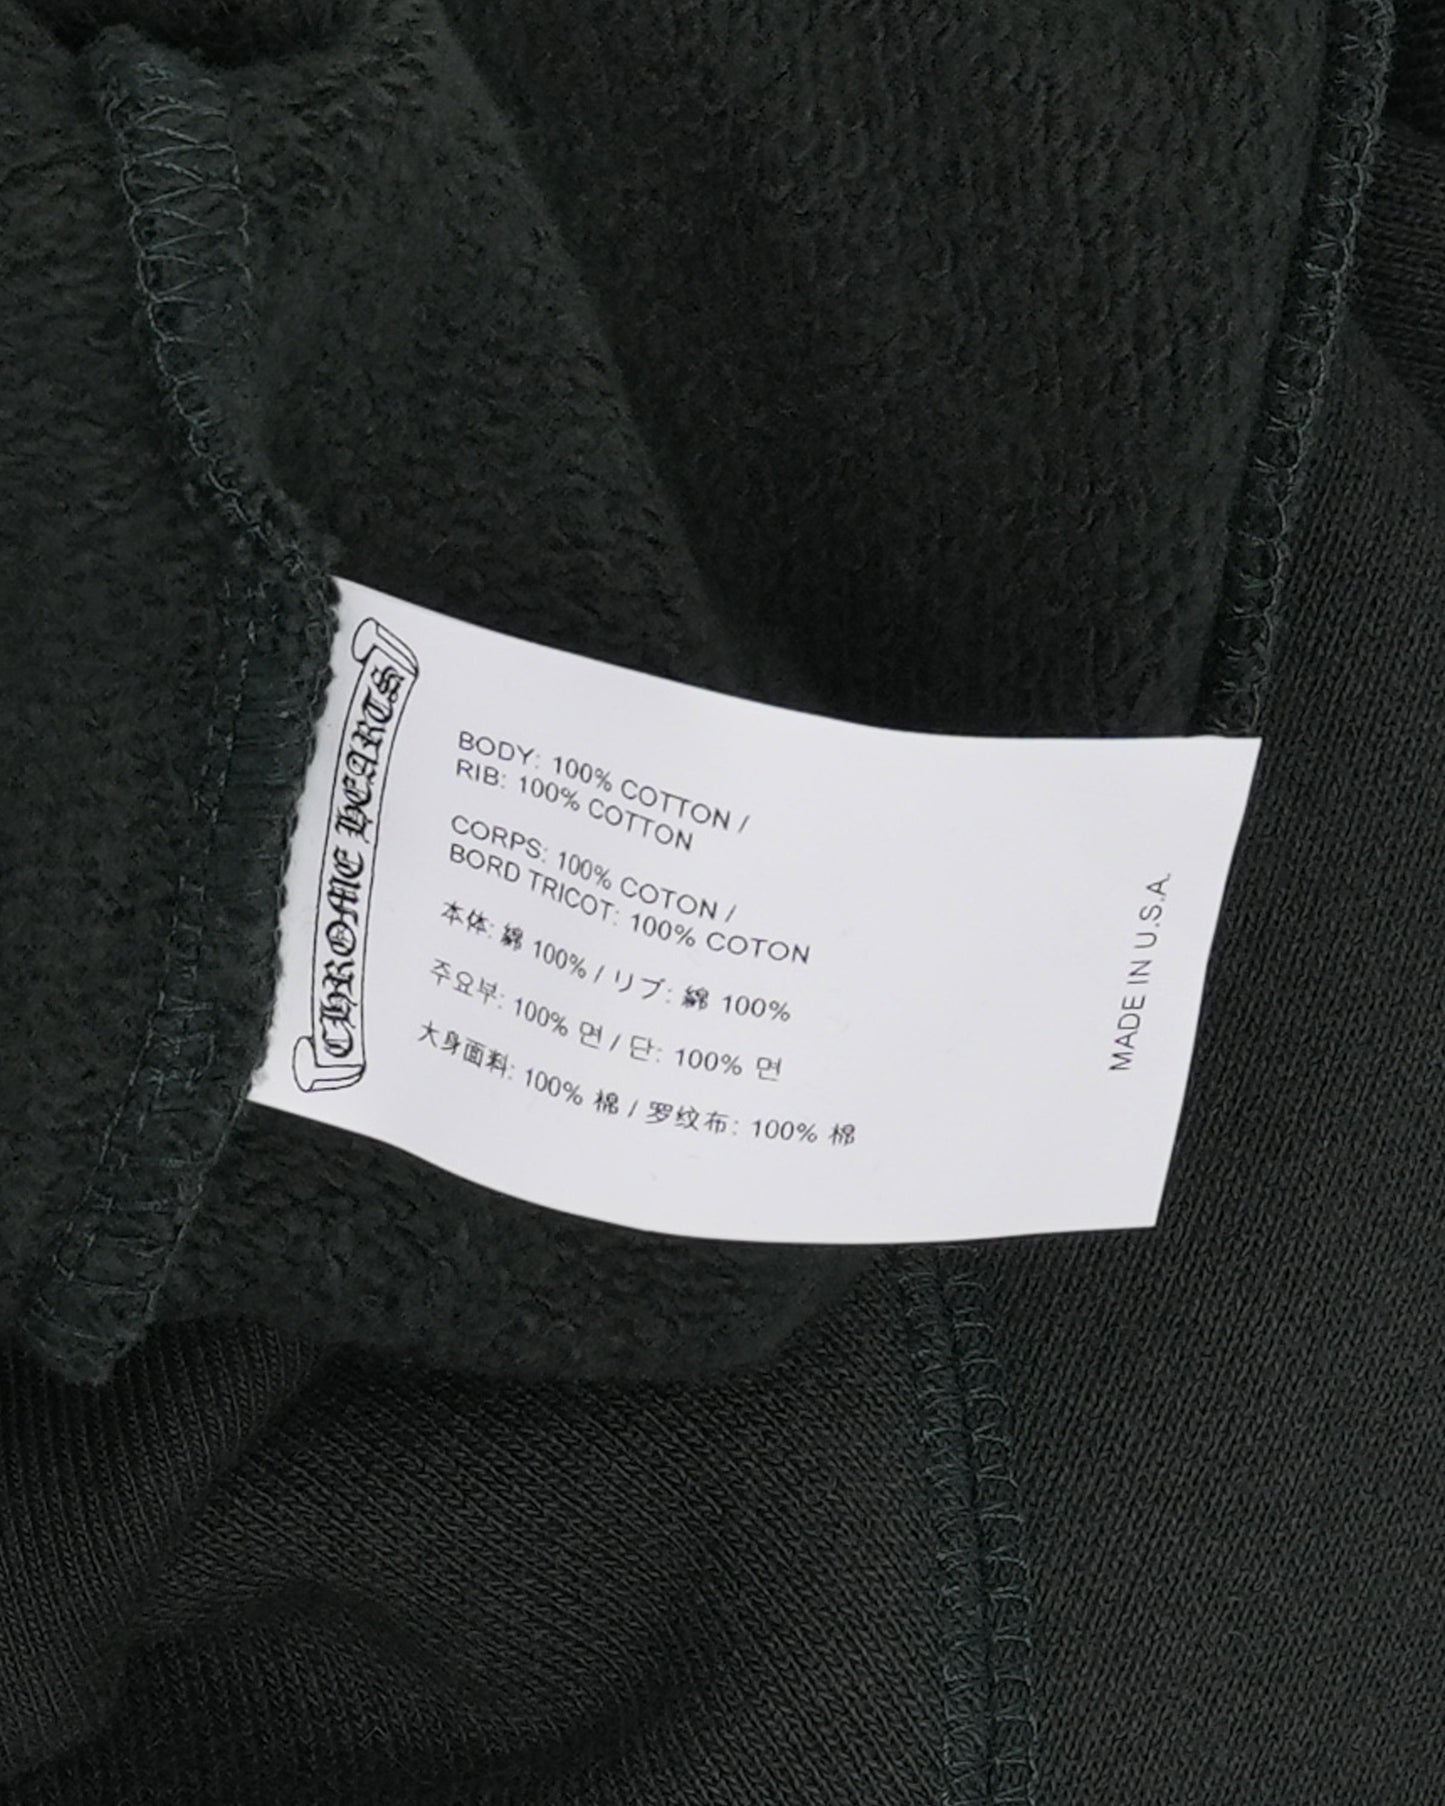 CHROME HEARTS
BODY: 100% COTTON /
RIB: 100% COTTON
CORPS: 100% COTON /
BORD TRICOT: 100% COTON
本体: 綿 100% / リブ: 綿 100%
주요부: 100% 면 / 단: 100% 면
大身面料: 100% 棉 / 罗纹布: 100% 棉
MADE IN U.S.A.